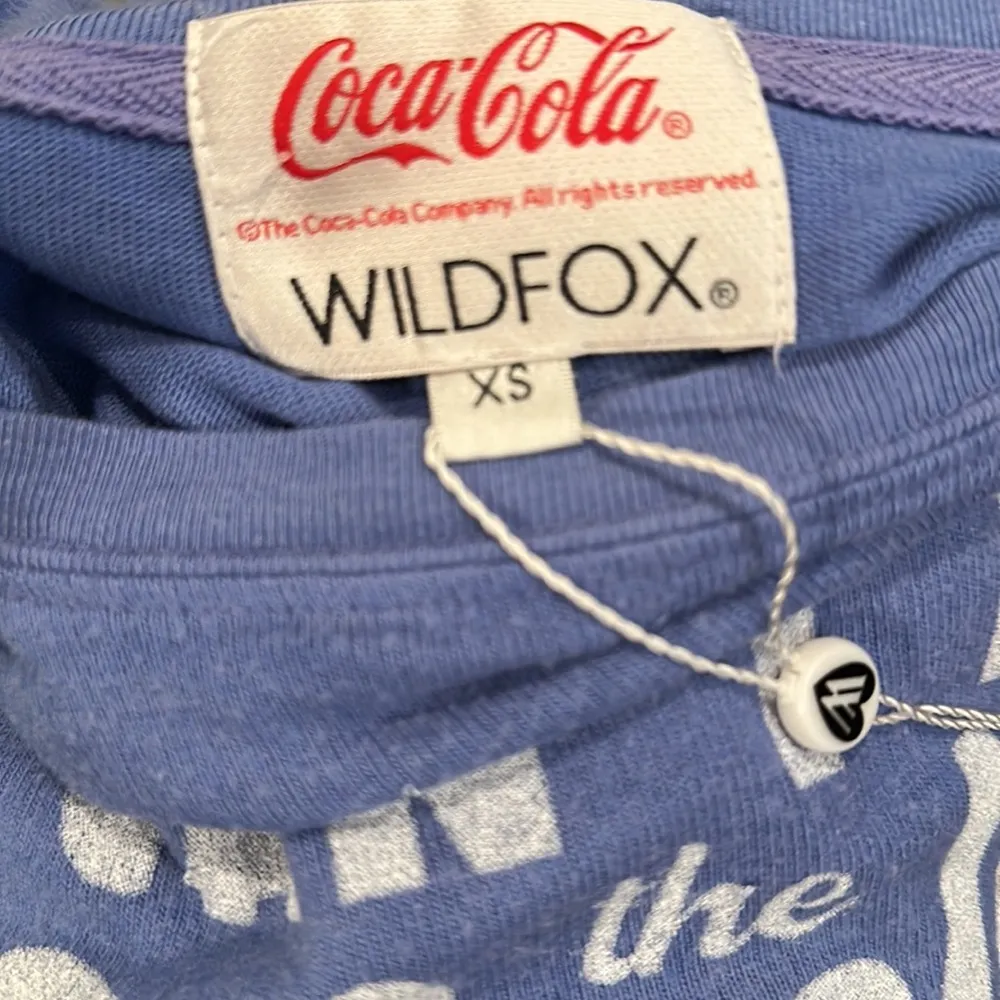 Coca-Cola®
©The Coca-Cola Company. All rights reserved.
WILDFOX®
XS
the